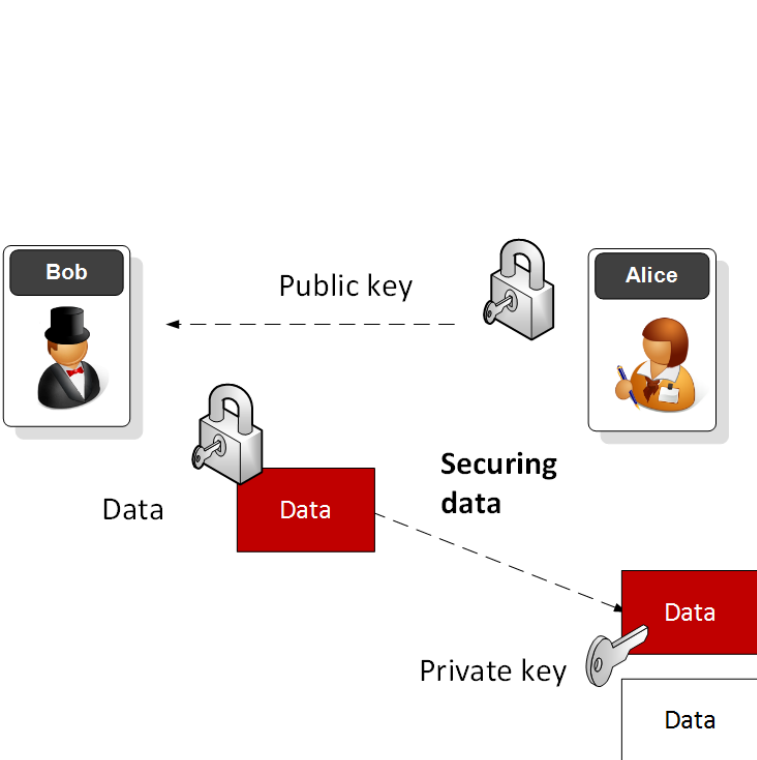 Bob
Alice
Public key
Securing
data
Data
Data
Data
Private key
Data